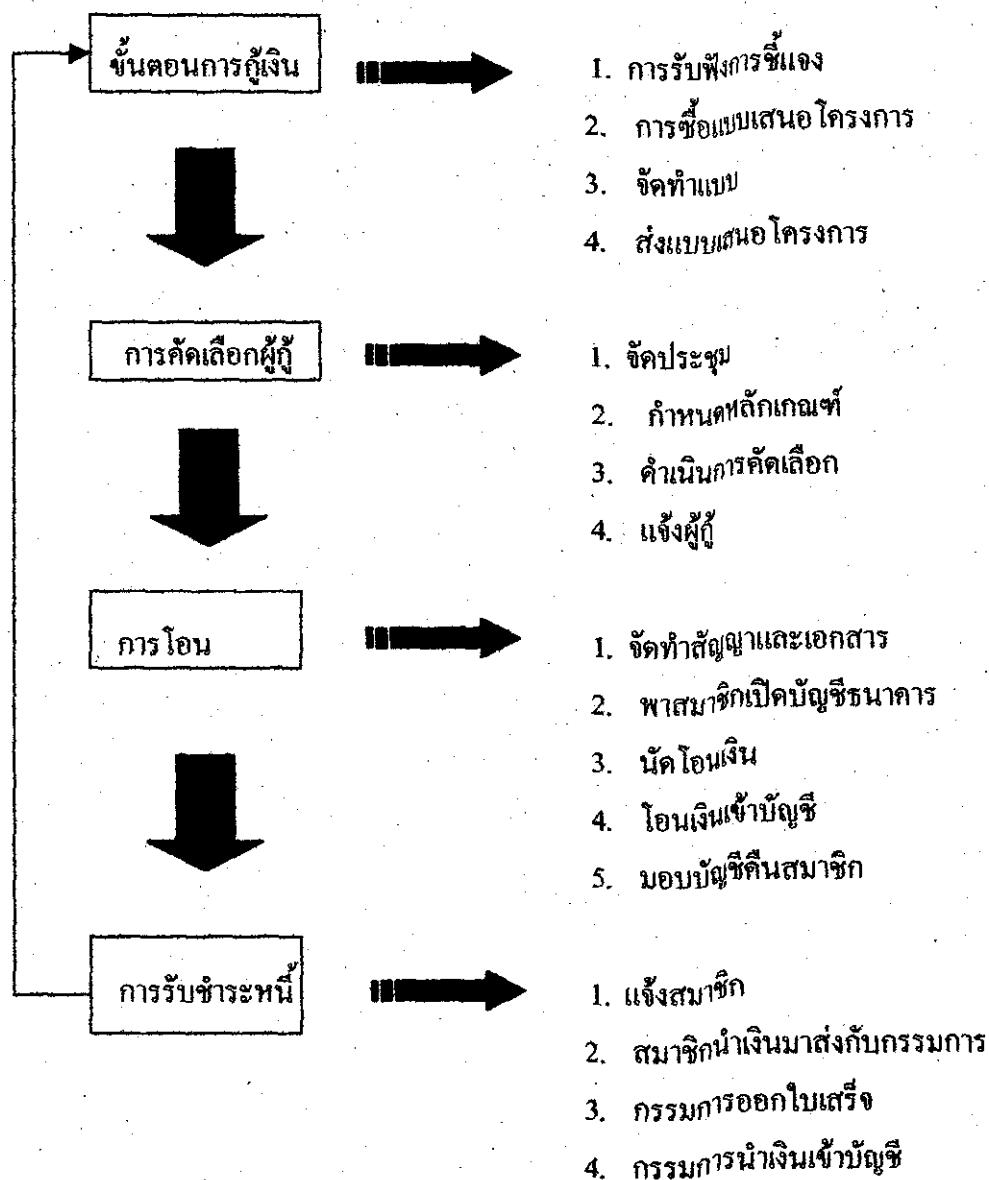 ขั้นตอนการกู้เงิน
1. การรับฟังการชี้แจง
2. การซื้อแบบเสนอโครงการ
3. จัดทำแบบ
4. ส่งแบบเสนอโครงการ
การคัดเลือกผู้กู้
1. จัดประชุม
2. กำหนดหลักเกณฑ์
3. ดำเนินการคัดเลือก
4. แจ้งผู้กู้
การโอน
1. จัดทำสัญญาและเอกสาร
2. พาสมาชิกเปิดบัญชีธนาคาร
3. นัดโอนเงิน
4. โอนเงินเข้าบัญชี
5. มอบบัญชีคืนสมาชิก
การรับชำระหนี้
1. แจ้งสมาชิก
2. สมาชิกนำเงินมาส่งกับกรรมการ
3. กรรมการออกใบเสร็จ
4. กรรมการนำเงินเข้าบัญชี